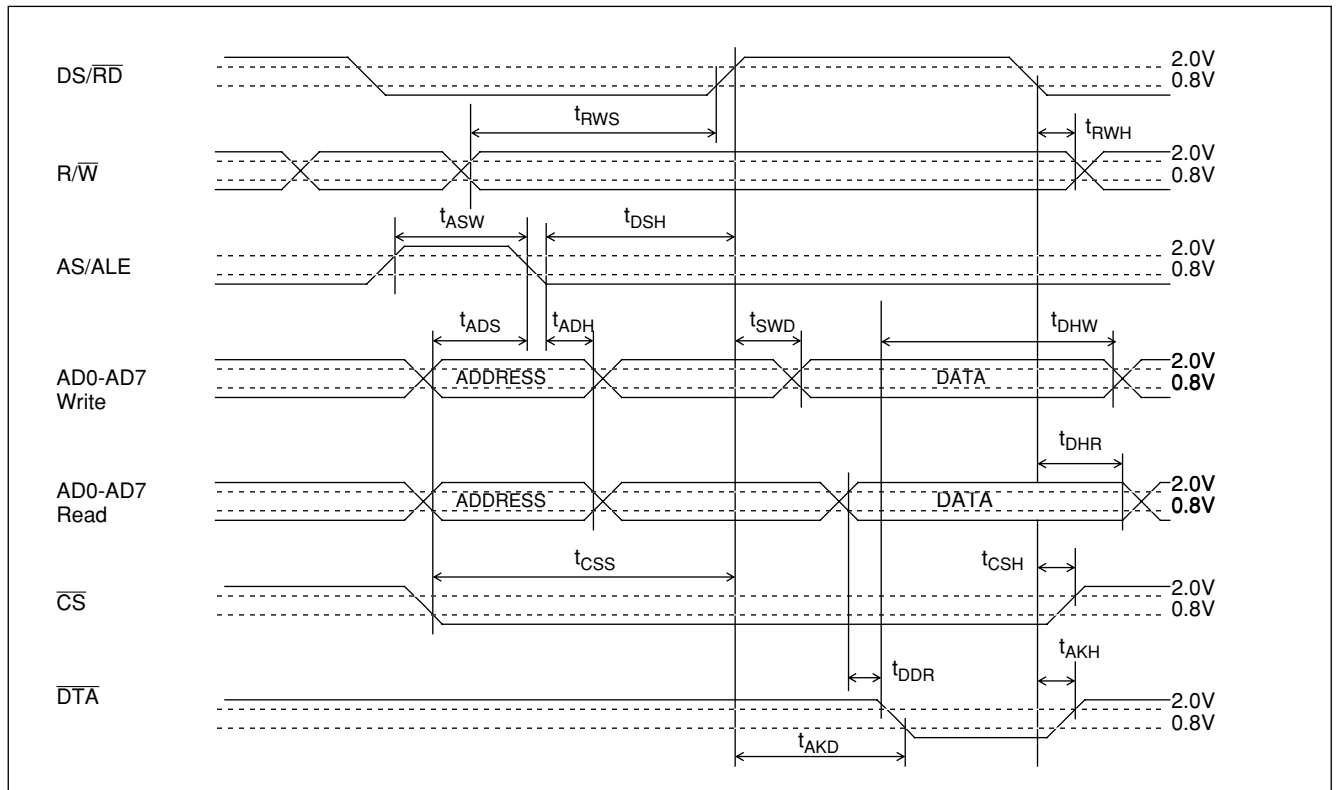 DS/RD
2.0V
0.8V
tRWS
tRWH
R/W
2.0V
0.8V
tASW
tDSH
AS/ALE
2.0V
0.8V
tADS
tADH
tSWD
tDHW
AD0-AD7
Write
ADDRESS
DATA
2.0V
0.8V
tDHR
AD0-AD7
Read
ADDRESS
DATA
2.0V
0.8V
tCSS
tCSH
CS
2.0V
0.8V
tDDR
tAKH
DTA
2.0V
0.8V
tAKD